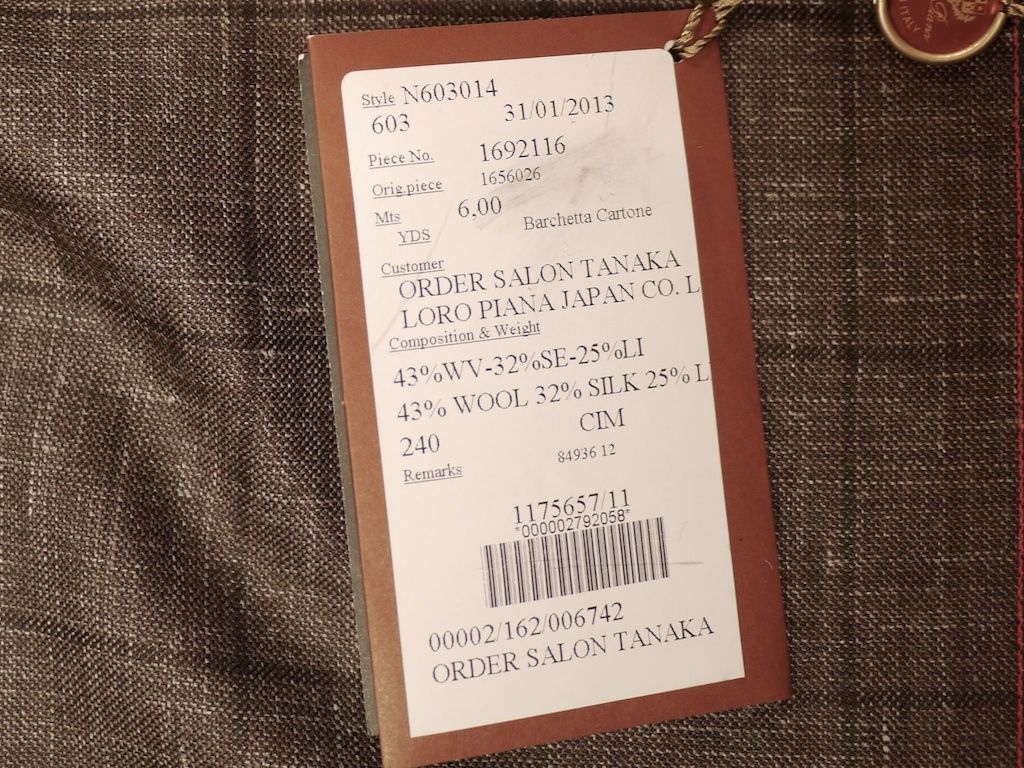 Style N603014
603 31/01/2013
Piece No. 1692116
Orig.piece 1656026
Mts 6,00
YDS Barchetta Cartone
Customer
ORDER SALON TANAKA
LORO PIANA JAPAN CO. L
Composition & Weight
43%WV-32%SE-25%LI
43% WOOL 32% SILK 25% L
240 CIM
Remarks 84936 12
1175657/11
*000002792058*
00002/162/006742
ORDER SALON TANAKA
Piana
ITALY